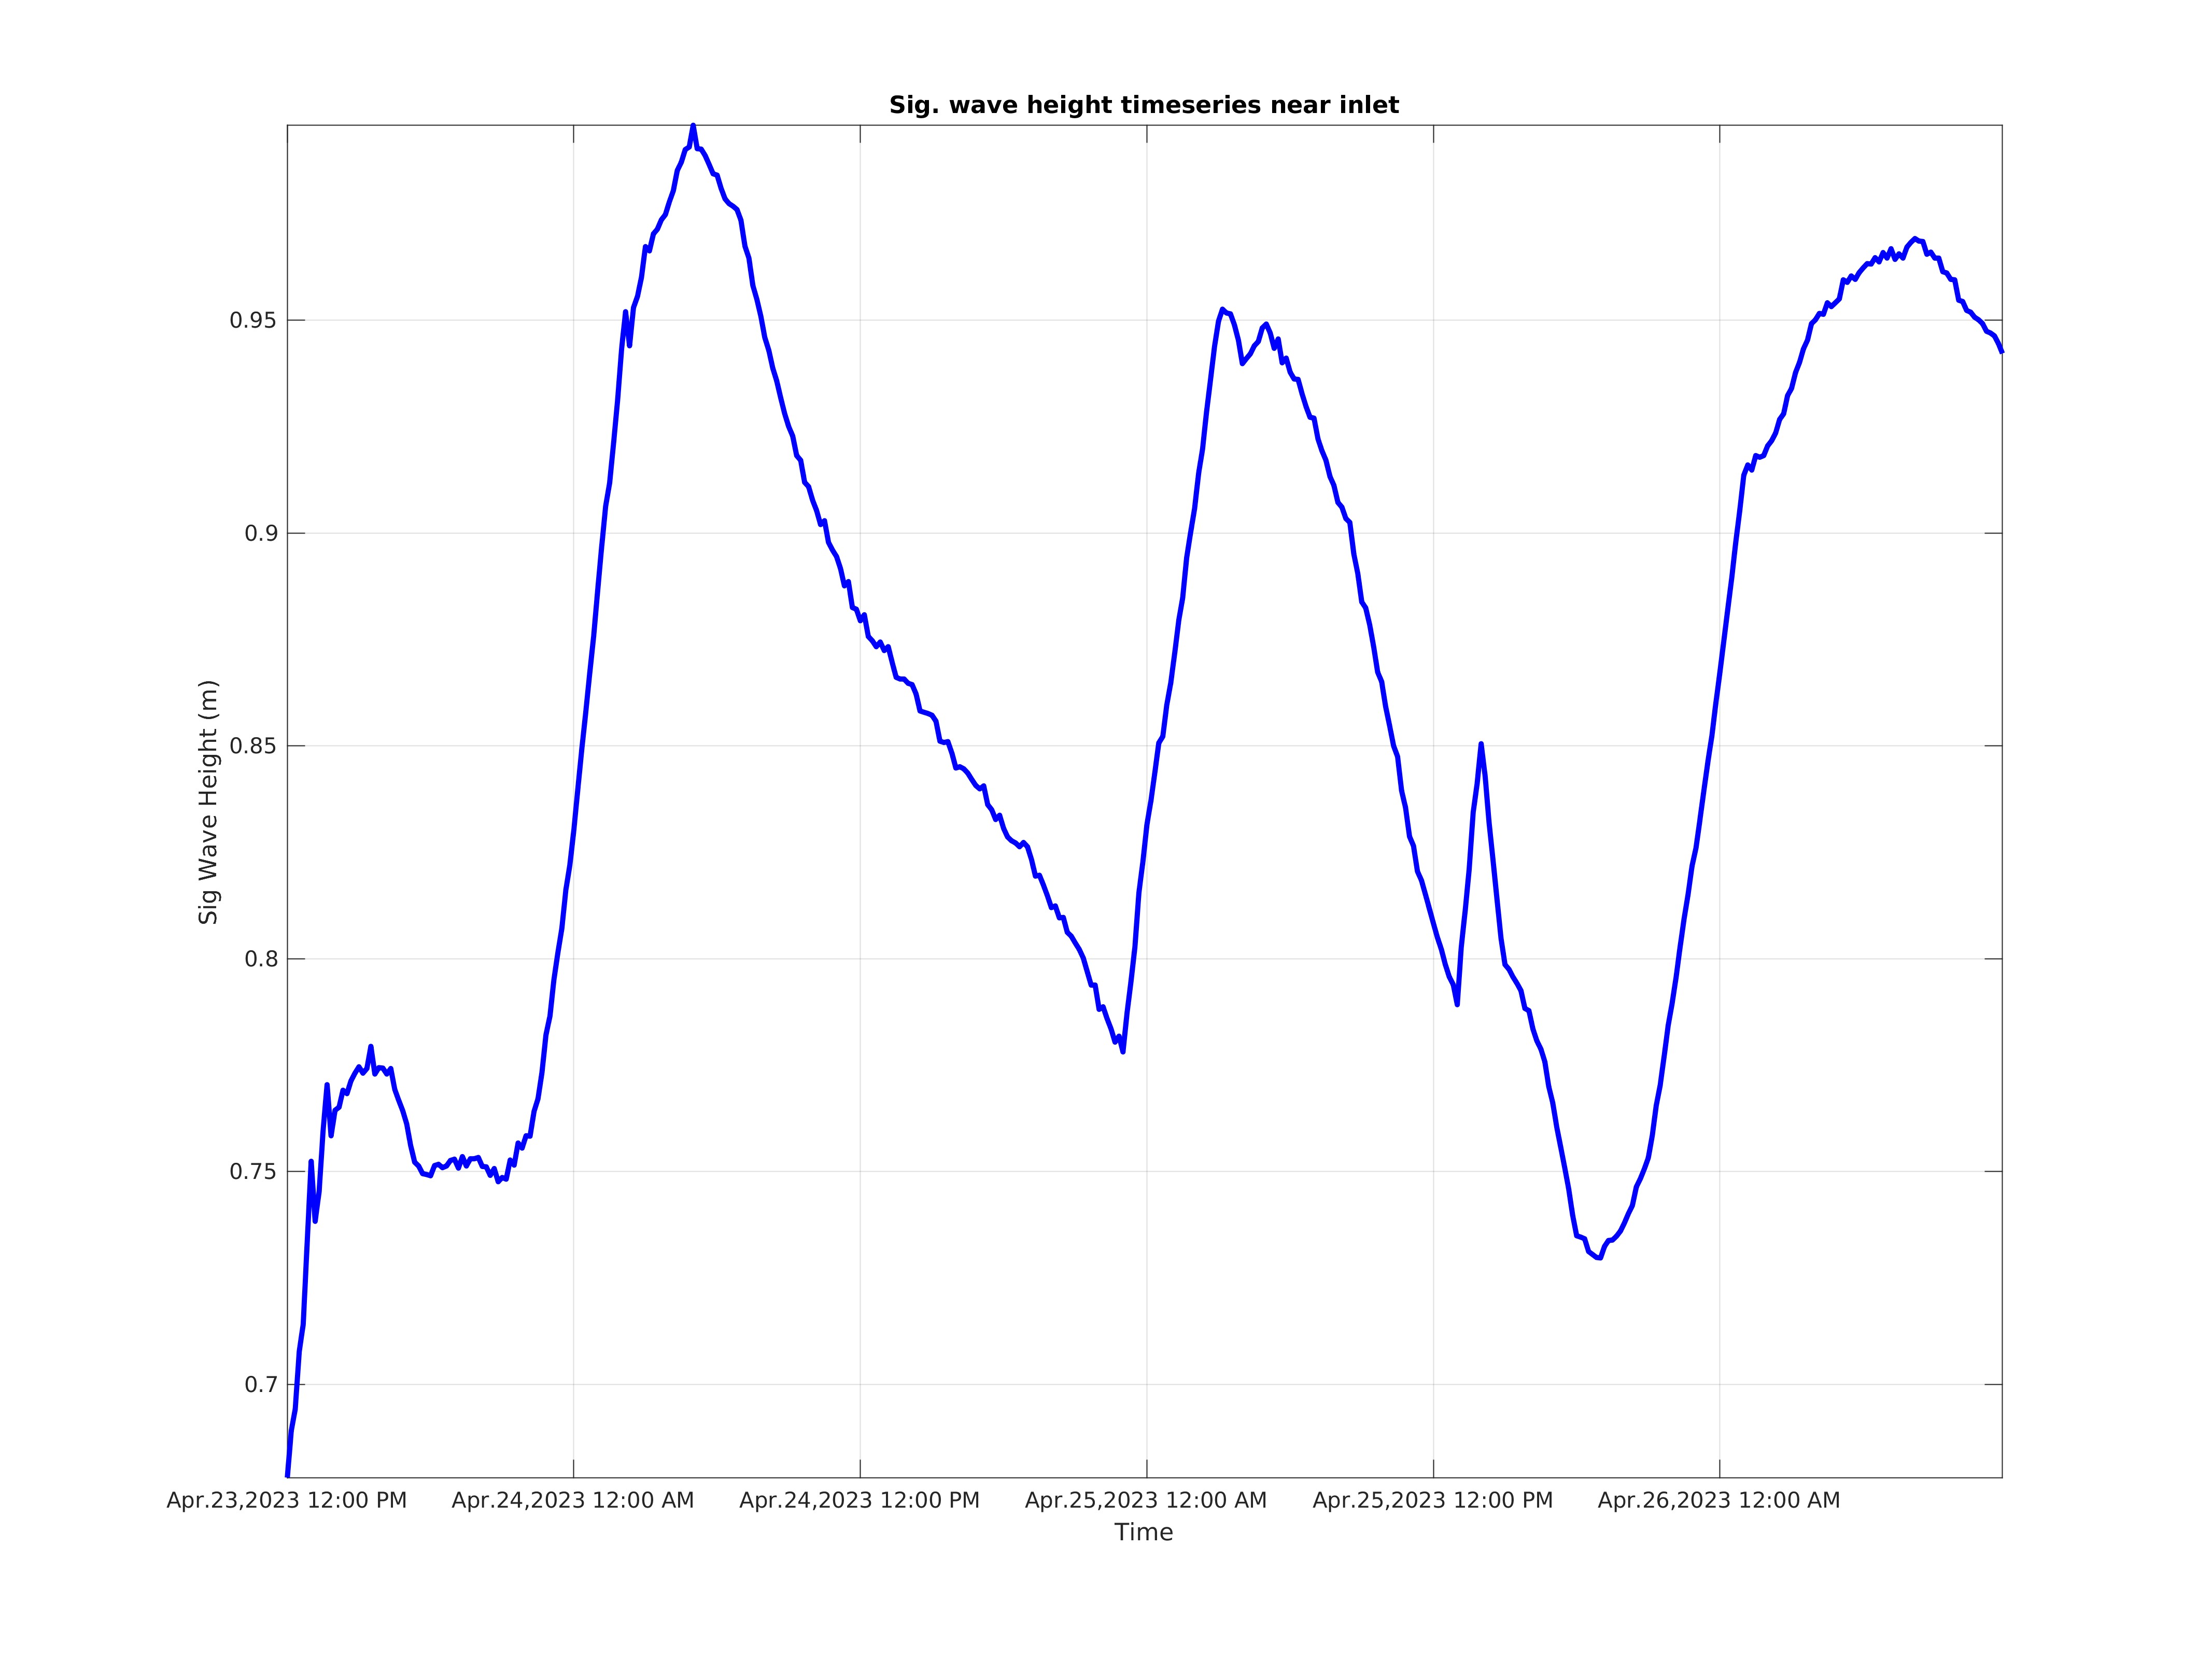 Sig. wave height timeseries near inlet
0.95
0.9
0.85
0.8
0.75
0.7
Sig Wave Height (m)
Apr.23,2023 12:00 PM Apr.24,2023 12:00 AM Apr.24,2023 12:00 PM Apr.25,2023 12:00 AM Apr.25,2023 12:00 PM Apr.26,2023 12:00 AM
Time